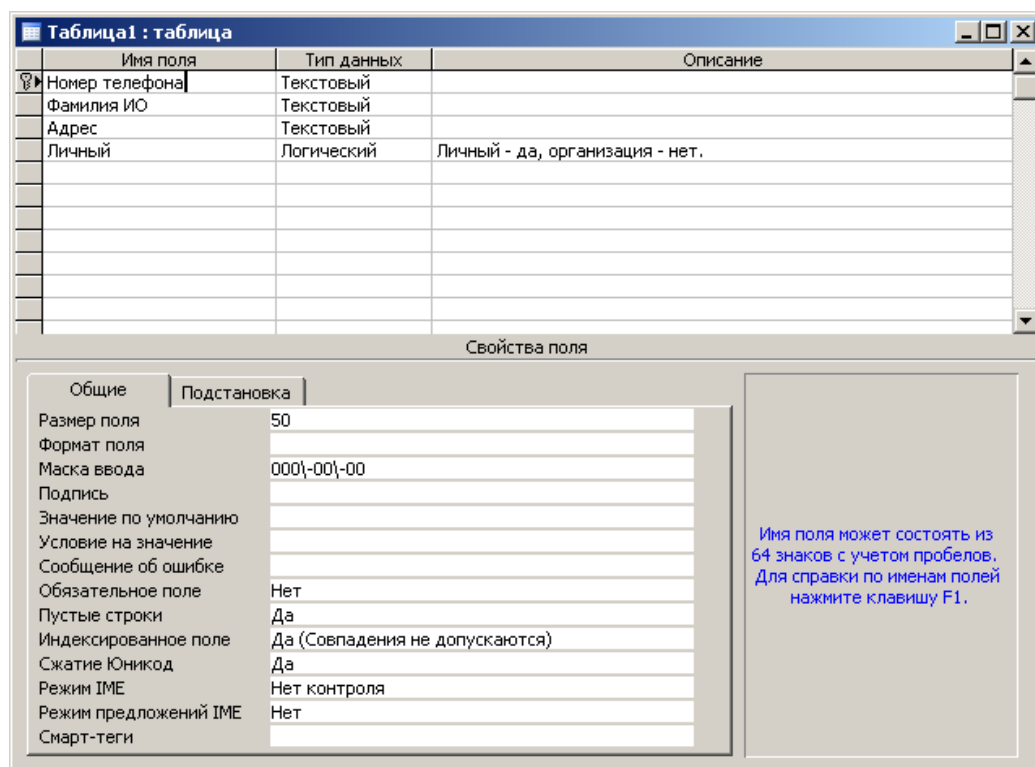 Таблица1 : таблица
Имя поля Тип данных Описание
Номер телефона Текстовый
Фамилия ИО Текстовый
Адрес Текстовый
Личный Логический Личный - да, организация - нет.
Свойства поля
Общие Подстановка
Размер поля 50
Формат поля
Маска ввода 000\-00\-00
Подпись
Значение по умолчанию
Условие на значение
Сообщение об ошибке
Обязательное поле Нет
Пустые строки Да
Индексированное поле Да (Совпадения не допускаются)
Сжатие Юникод Да
Режим IME Нет контроля
Режим предложений IME Нет
Смарт-теги
Имя поля может состоять из
64 знаков с учетом пробелов.
Для справки по именам полей
нажмите клавишу F1.